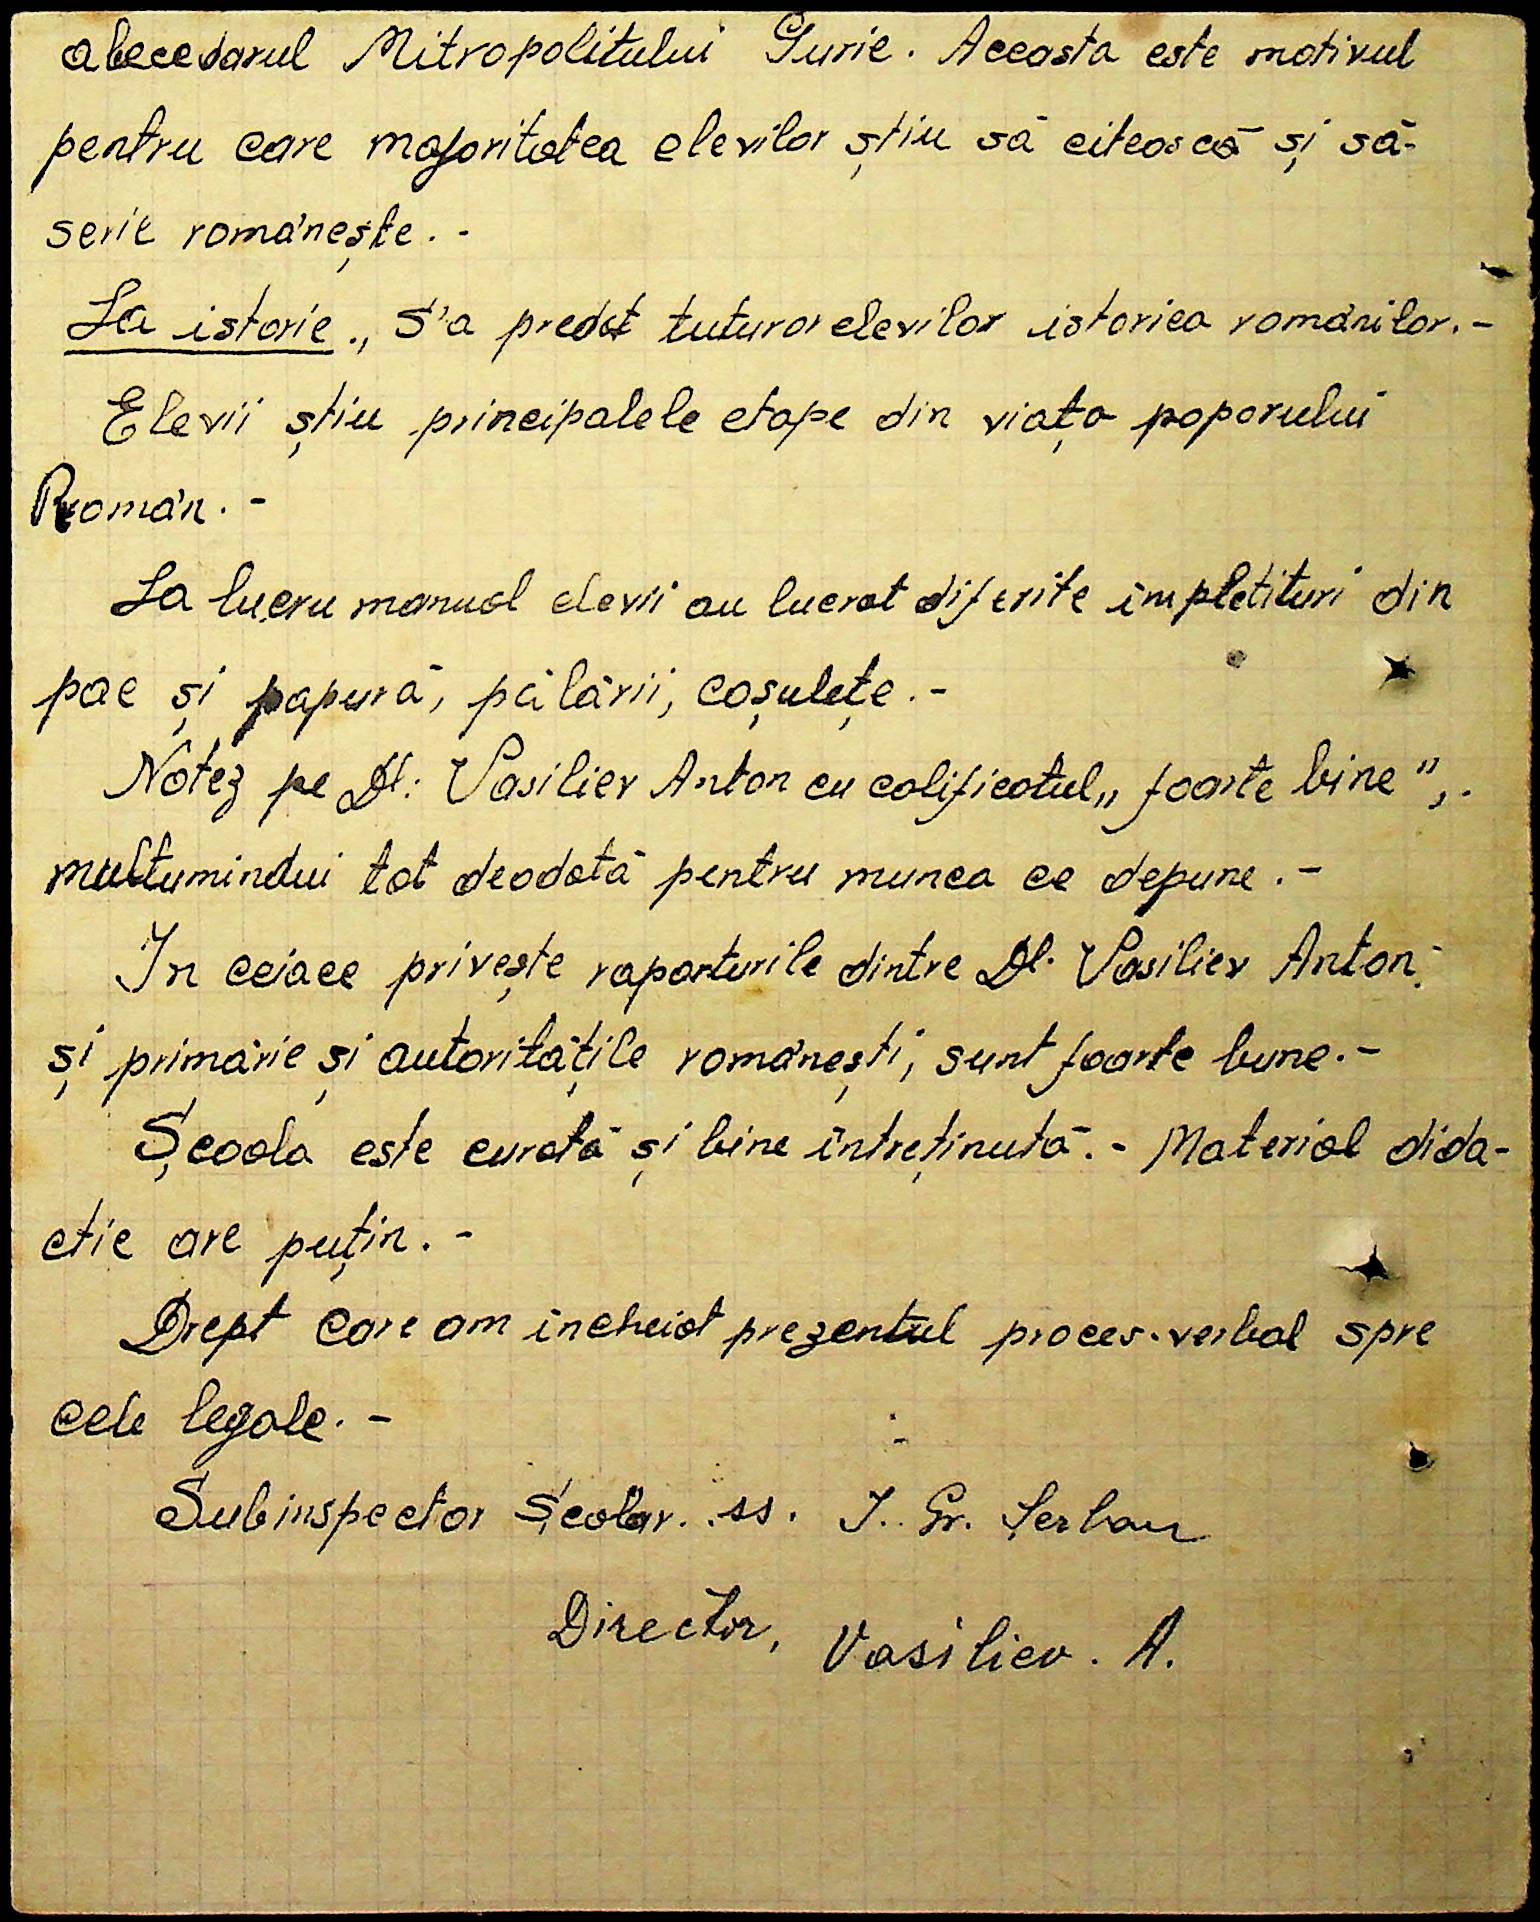 abecedarul Mitropolitului Gurie. Aceasta este motivul
pentru care majoritatea elevilor știu să citească și să-
scrie românește. -
La istorie., S'a predat tuturor elevilor istoriea românilor. -
Elevii știu principalele etape din viața poporului
Român. -
La lucru manual elevii au lucrat diferite împletituri din
pae și papură, pălării, coșulețe. -
Notez pe Dl: Vasiliev Anton cu calificatul „foarte bine",.
multumindui tot deodată pentru munca ce depune. -
In ceiace privește raporturile dintre Dl. Vasiliev Anton,
și primărie și autoritățile românești, sunt foarte bune. -
Școala este curată și bine întreținută. - Material dida-
ctic are puțin. -
Drept care am încheiat prezentul proces-verbal spre
cele legale. -
Subinspector Școlar. ss. I. Gr. Șerban
Director, Vasiliev. A.